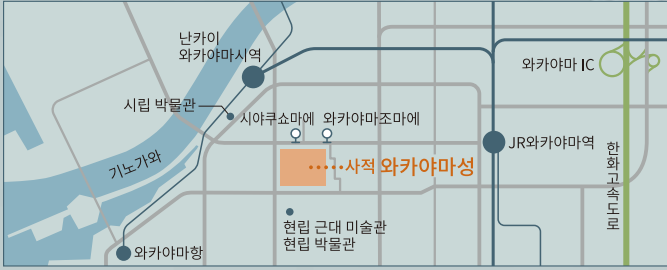 난카이
와카야마시역
와카야마 IC
시립 박물관
시야쿠쇼마에
와카야마조마에
JR와카야마역
한화고속도로
기노가와
사적 와카야마성
현립 근대 미술관
현립 박물관
와카야마항